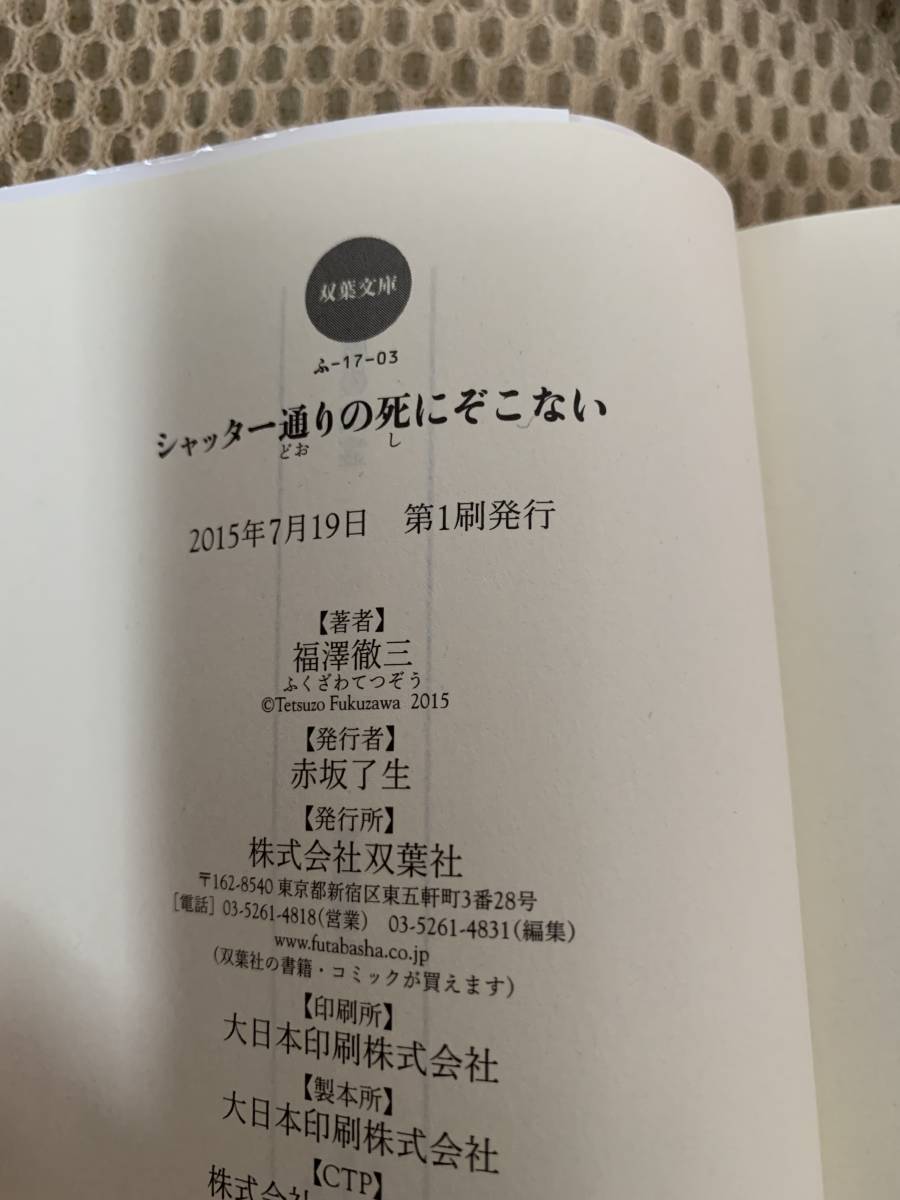 双葉文庫
ふ-17-03
シャッター通りの死にぞこない
どお し
2015年7月19日 第1刷発行
【著者】
福澤徹三
ふくざわてつぞう
©Tetsuzo Fukuzawa 2015
【発行者】
赤坂了生
【発行所】
株式会社双葉社
〒162-8540 東京都新宿区東五軒町3番28号
[電話] 03-5261-4818(営業) 03-5261-4831(編集)
www.futabasha.co.jp
(双葉社の書籍・コミックが買えます)
【印刷所】
大日本印刷株式会社
【製本所】
大日本印刷株式会社
【CTP】
株式会社